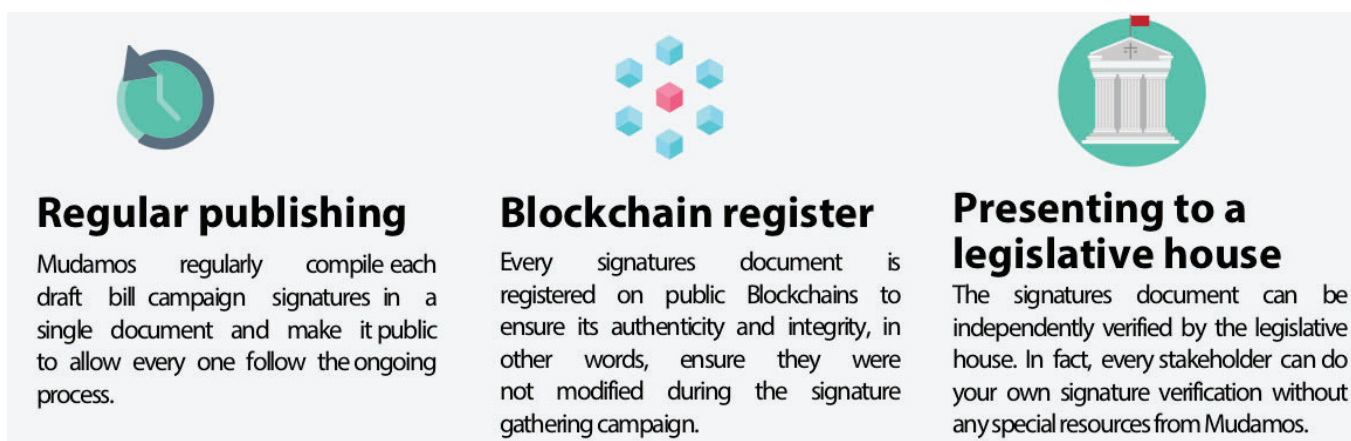 Regular publishing
Mudamos regularly compile each
draft bill campaign signatures in a
single document and make it public
to allow every one follow the ongoing
process.
Blockchain register
Every signatures document is
registered on public Blockchains to
ensure its authenticity and integrity, in
other words, ensure they were
not modified during the signature
gathering campaign.
Presenting to a
legislative house
The signatures document can be
independently verified by the legislative
house. In fact, every stakeholder can do
your own signature verification without
any special resources from Mudamos.